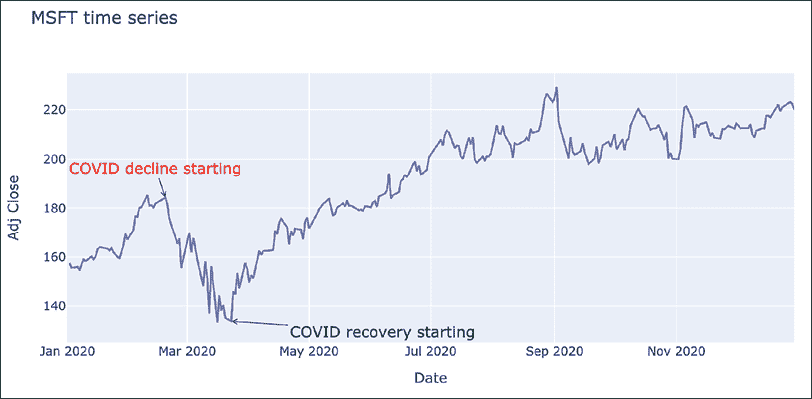 MSFT time series
220
200
180
160
140
Adj Close
COVID decline starting
COVID recovery starting
Jan 2020 Mar 2020 May 2020 Jul 2020 Sep 2020 Nov 2020
Date